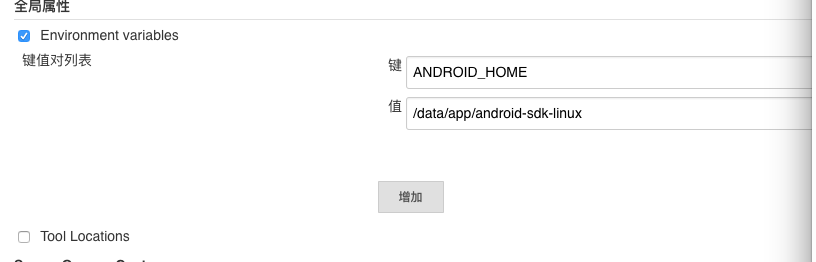 全局属性
Environment variables
键值对列表
键
ANDROID_HOME
值
/data/app/android-sdk-linux
增加
Tool Locations